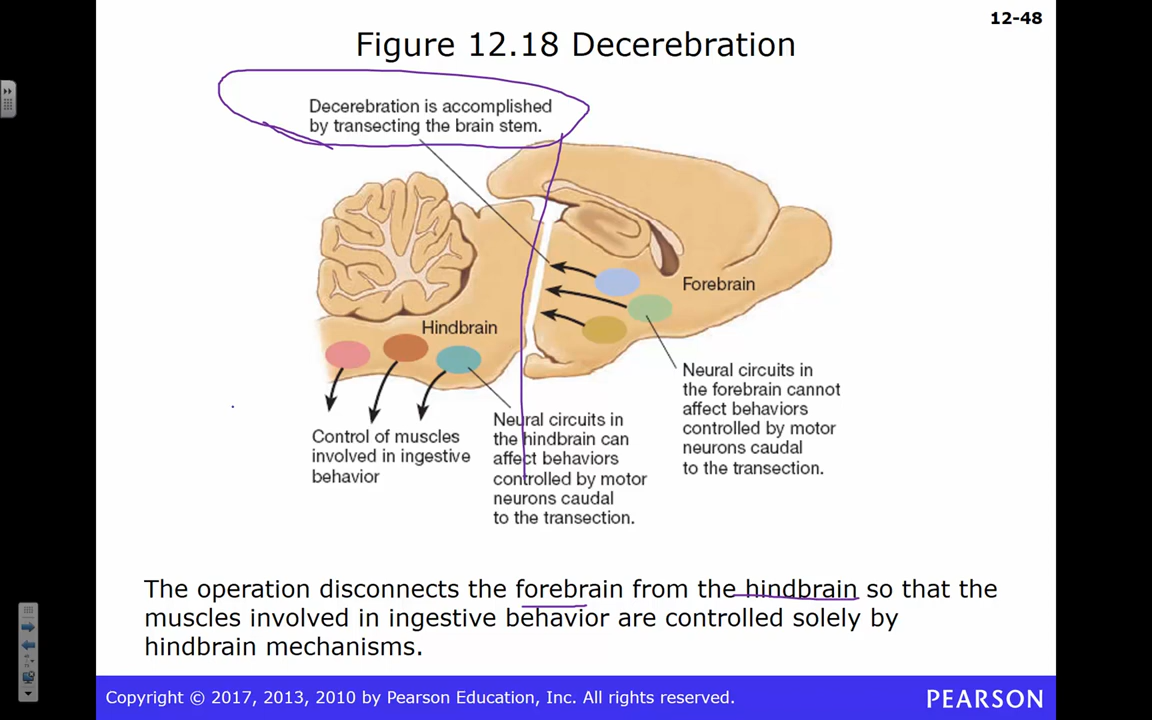 12-48
Figure 12.18 Decerebration
Decerebration is accomplished
by transecting the brain stem.
Forebrain
Hindbrain
Neural circuits in
the forebrain cannot
affect behaviors
controlled by motor
neurons caudal
to the transection.
Neural circuits in
the hindbrain can
affect behaviors
controlled by motor
neurons caudal
to the transection.
Control of muscles
involved in ingestive
behavior
The operation disconnects the forebrain from the hindbrain so that the
muscles involved in ingestive behavior are controlled solely by
hindbrain mechanisms.
Copyright © 2017, 2013, 2010 by Pearson Education, Inc. All rights reserved.
PEARSON